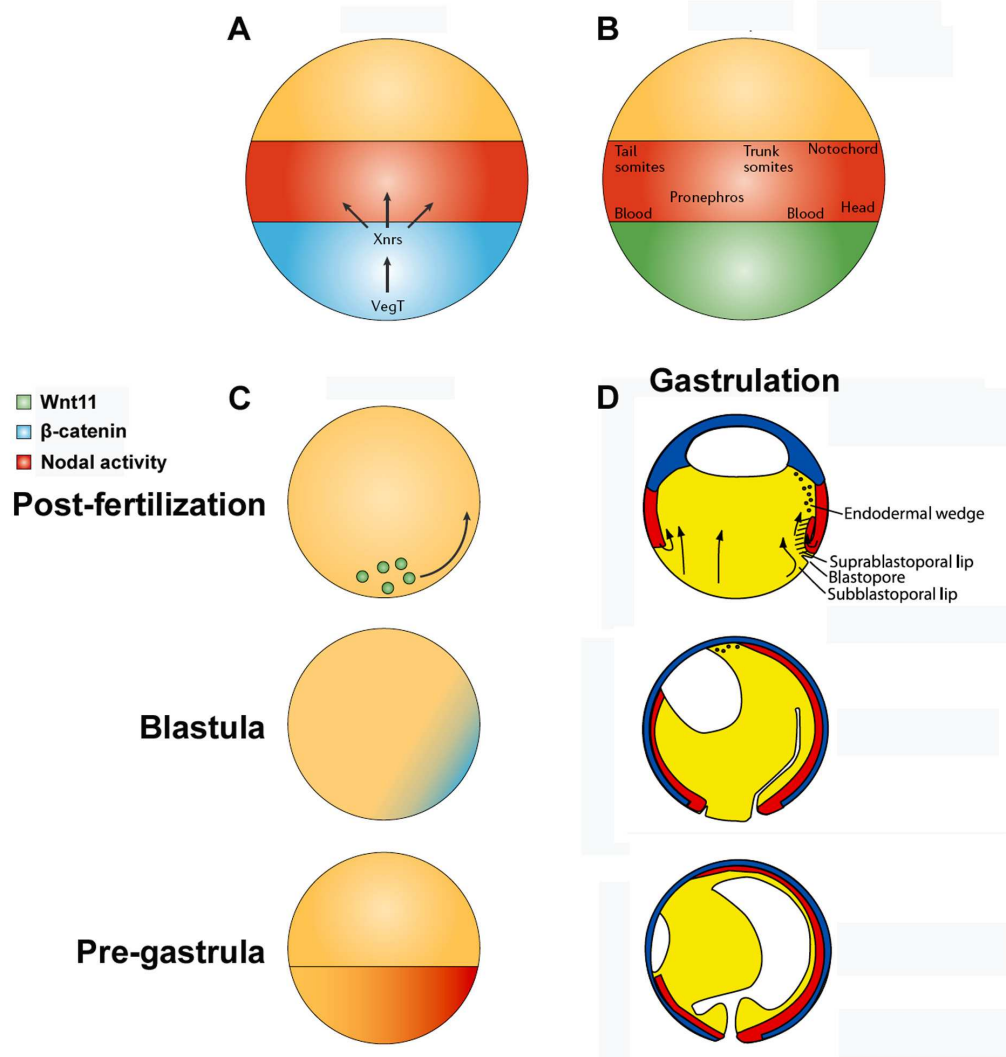 A
B
Xnrs
VegT
Tail
somites
Trunk
somites
Notochord
Pronephros
Blood
Blood
Head
Wnt11
β-catenin
Nodal activity
C
Gastrulation
D
Post-fertilization
Endodermal wedge
Suprablastoporal lip
Blastopore
Subblastoporal lip
Blastula
Pre-gastrula